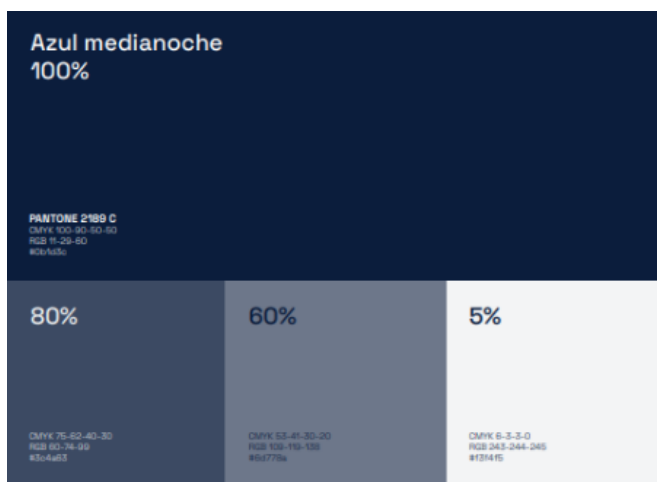 Azul medianoche
100%
PANTONE 2189 C
CMYK 100-90-50-50
RGB 11-29-60
#0b1d3c
80%
CMYK 75-62-40-30
RGB 60-74-99
#3c4a63
60%
CMYK 53-41-30-20
RGB 109-119-138
#6d778a
5%
CMYK 6-3-3-0
RGB 243-244-245
#f3f4f5